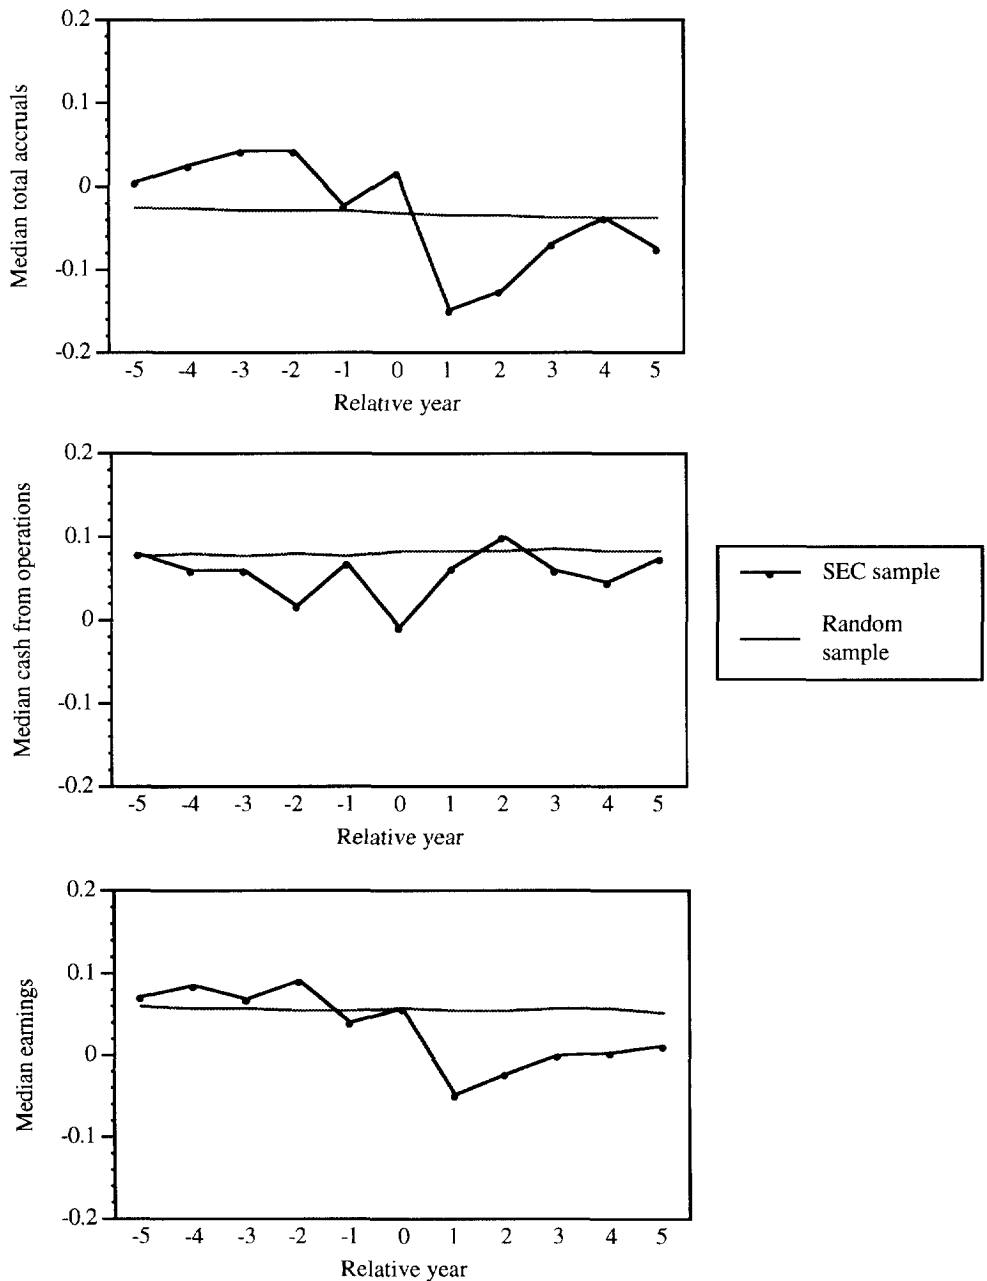 Median total accruals
0.2
0.1
0
-0.1
-0.2
-5 -4 -3 -2 -1 0 1 2 3 4 5
Relative year
Median cash from operations
0.2
0.1
0
-0.1
-0.2
-5 -4 -3 -2 -1 0 1 2 3 4 5
Relative year
SEC sample
Random
sample
Median earnings
0.2
0.1
0
-0.1
-0.2
-5 -4 -3 -2 -1 0 1 2 3 4 5
Relative year